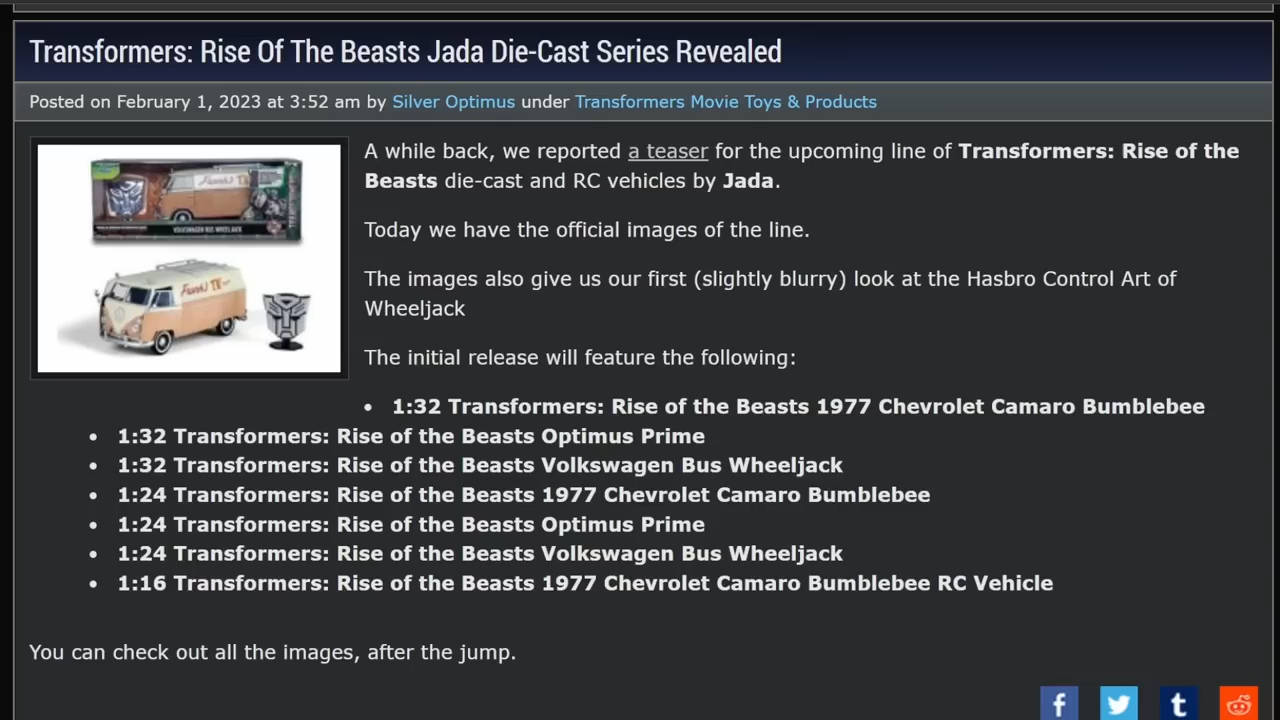 Transformers: Rise Of The Beasts Jada Die-Cast Series Revealed
Posted on February 1, 2023 at 3:52 am by Silver Optimus under Transformers Movie Toys & Products
A while back, we reported a teaser for the upcoming line of Transformers: Rise of the
Beasts die-cast and RC vehicles by Jada.
Today we have the official images of the line.
The images also give us our first (slightly blurry) look at the Hasbro Control Art of
Wheeljack
The initial release will feature the following:
• 1:32 Transformers: Rise of the Beasts 1977 Chevrolet Camaro Bumblebee
• 1:32 Transformers: Rise of the Beasts Optimus Prime
• 1:32 Transformers: Rise of the Beasts Volkswagen Bus Wheeljack
• 1:24 Transformers: Rise of the Beasts 1977 Chevrolet Camaro Bumblebee
• 1:24 Transformers: Rise of the Beasts Optimus Prime
• 1:24 Transformers: Rise of the Beasts Volkswagen Bus Wheeljack
• 1:16 Transformers: Rise of the Beasts 1977 Chevrolet Camaro Bumblebee RC Vehicle
You can check out all the images, after the jump.
VOLKSWAGEN BUS WHEELJACK